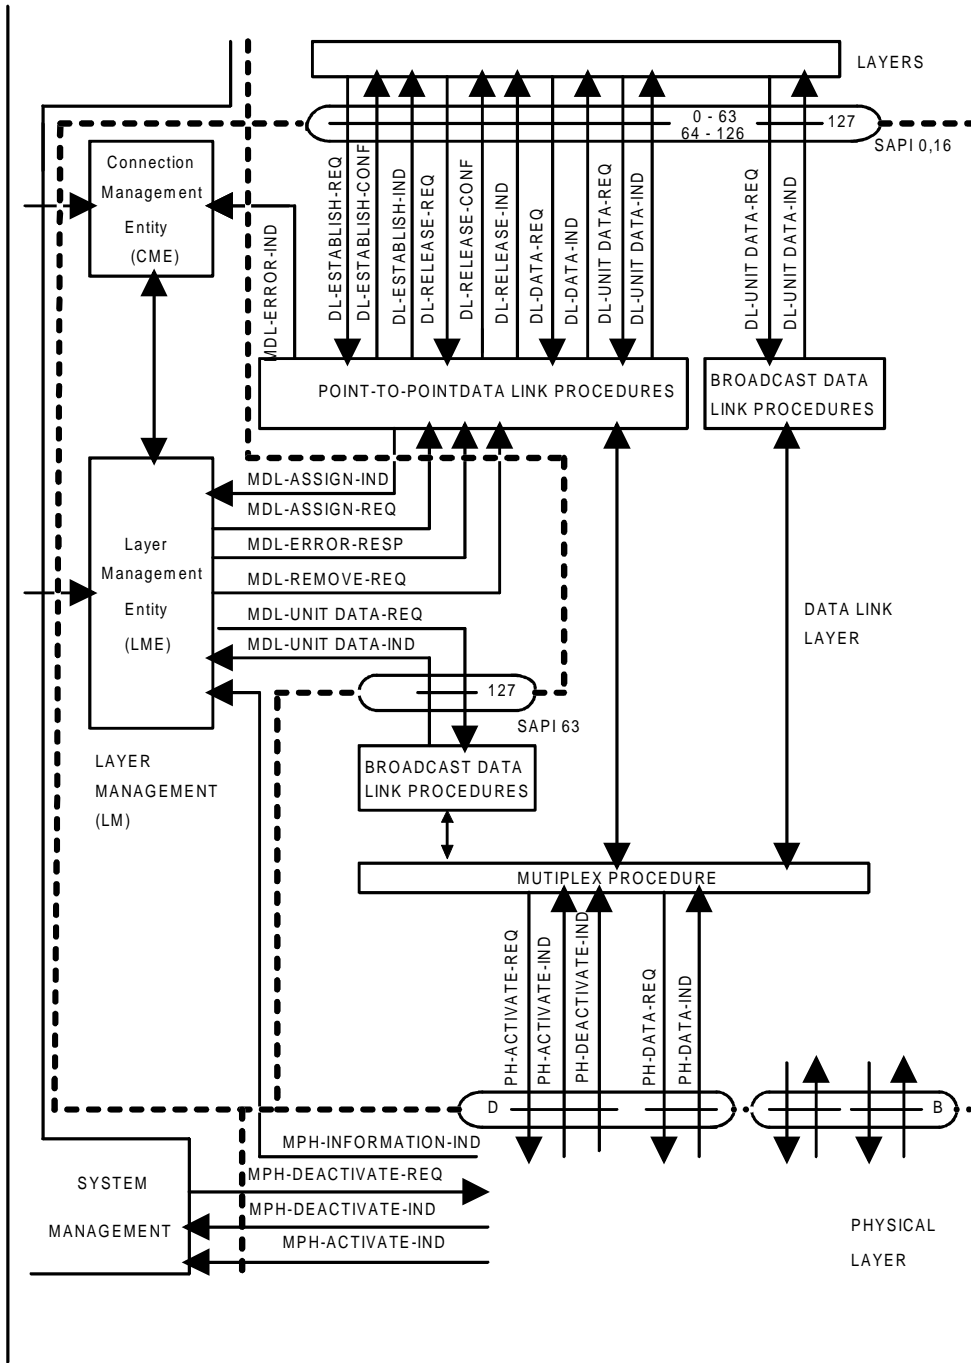 LAYERS
0 - 63
64 - 126
127
SAPI 0,16
Connection
Management
Entity
(CME)
MDL-ERROR-IND
DL-ESTABLISH-REQ
DL-ESTABLISH-CONF
DL-ESTABLISH-IND
DL-RELEASE-REQ
DL-RELEASE-CONF
DL-RELEASE-IND
DL-DATA-REQ
DL-DATA-IND
DL-UNIT DATA-REQ
DL-UNIT DATA-IND
DL-UNIT DATA-REQ
DL-UNIT DATA-IND
POINT-TO-POINTDATA LINK PROCEDURES
BROADCAST DATA
LINK PROCEDURES
MDL-ASSIGN-IND
MDL-ASSIGN-REQ
MDL-ERROR-RESP
MDL-REMOVE-REQ
MDL-UNIT DATA-REQ
MDL-UNIT DATA-IND
Layer
Management
Entity
(LME)
DATA LINK
LAYER
127
SAPI 63
LAYER
MANAGEMENT
(LM)
BROADCAST DATA
LINK PROCEDURES
MUTIPLEX PROCEDURE
PH-ACTIVATE-REQ
PH-ACTIVATE-IND
PH-DEACTIVATE-IND
PH-DATA-REQ
PH-DATA-IND
D
B
MPH-INFORMATION-IND
MPH-DEACTIVATE-REQ
MPH-DEACTIVATE-IND
MPH-ACTIVATE-IND
SYSTEM
MANAGEMENT
PHYSICAL
LAYER